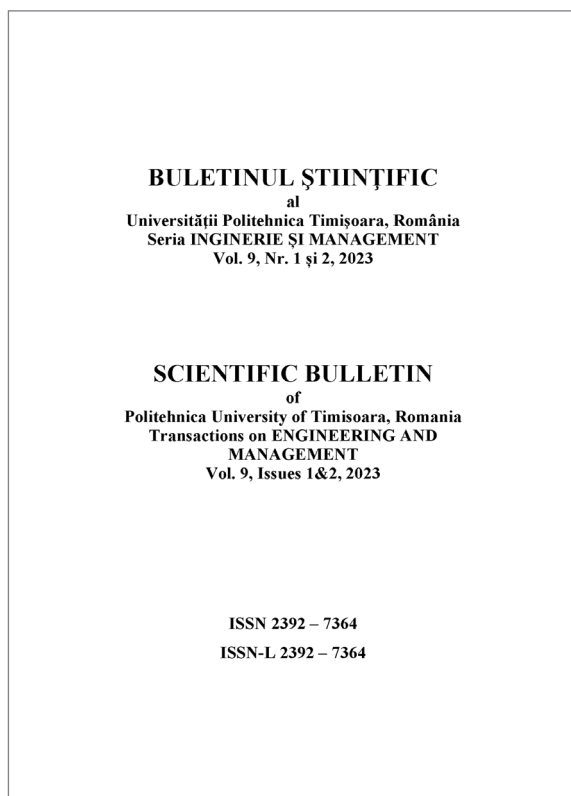 BULETINUL ŞTIINŢIFIC
al
Universităţii Politehnica Timişoara, România
Seria INGINERIE ŞI MANAGEMENT
Vol. 9, Nr. 1 şi 2, 2023
SCIENTIFIC BULLETIN
of
Politehnica University of Timisoara, Romania
Transactions on ENGINEERING AND
MANAGEMENT
Vol. 9, Issues 1&2, 2023
ISSN 2392 – 7364
ISSN-L 2392 – 7364